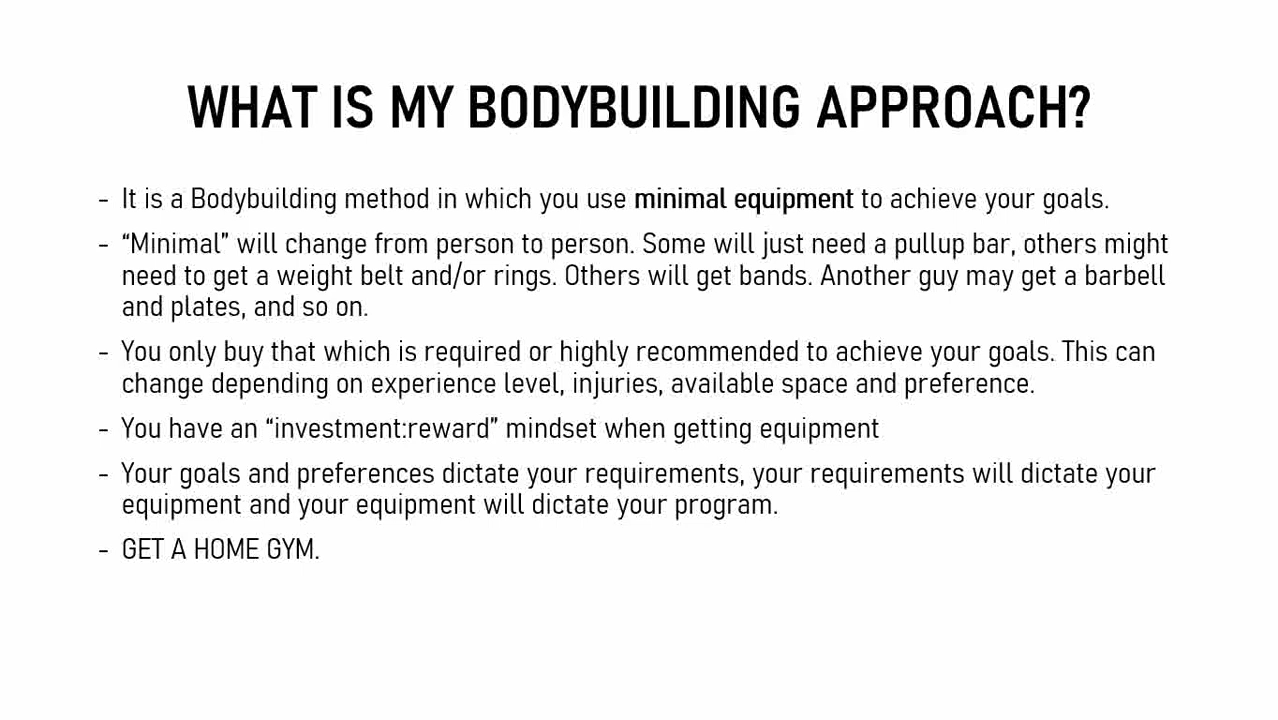 WHAT IS MY BODYBUILDING APPROACH?
- It is a Bodybuilding method in which you use minimal equipment to achieve your goals.
- “Minimal” will change from person to person. Some will just need a pullup bar, others might
need to get a weight belt and/or rings. Others will get bands. Another guy may get a barbell
and plates, and so on.
- You only buy that which is required or highly recommended to achieve your goals. This can
change depending on experience level, injuries, available space and preference.
- You have an “investment:reward” mindset when getting equipment
- Your goals and preferences dictate your requirements, your requirements will dictate your
equipment and your equipment will dictate your program.
- GET A HOME GYM.